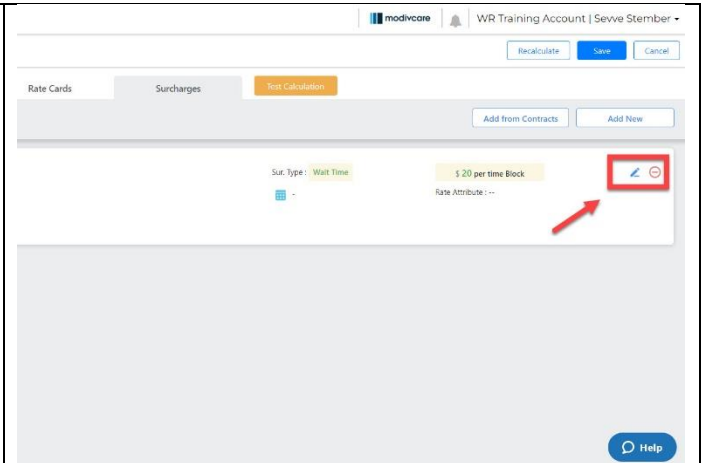 modivcare WR Training Account | Sevve Stember
Recalculate Save Cancel
Rate Cards Surcharges Test Calculation
Add from Contracts Add New
Sur. Type : Wait Time $ 20 per time Block
- Rate Attribute : --
Help